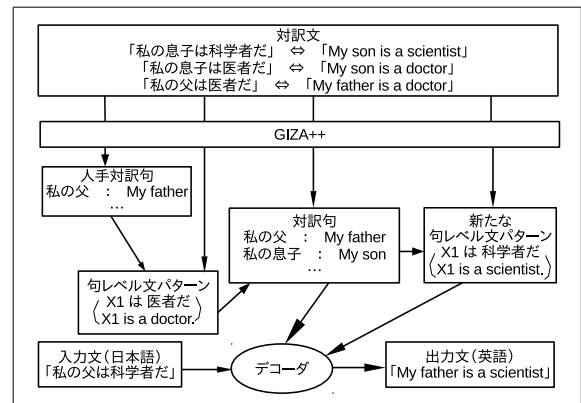 対訳文
「私の息子は科学者だ」 ⇔ 「My son is a scientist」
「私の息子は医者だ」 ⇔ 「My son is a doctor」
「私の父は医者だ」 ⇔ 「My father is a doctor」
GIZA++
人手対訳句
私の父 : My father
…
対訳句
私の父 : My father
私の息子 : My son
…
新たな
句レベル文パターン
X1 は 科学者だ
X1 is a scientist.
句レベル文パターン
X1 は 医者だ
X1 is a doctor.
入力文(日本語)
「私の父は科学者だ」
デコーダ
出力文(英語)
「My father is a scientist」